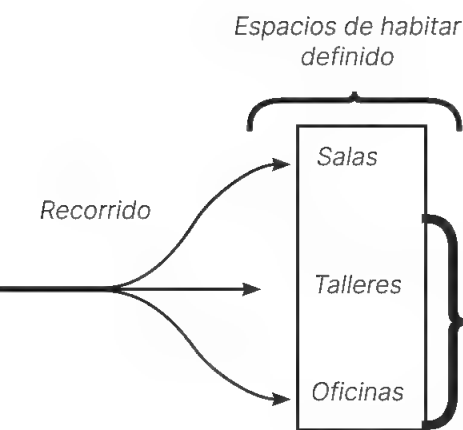 Espacios de habitar
definido
Salas
Recorrido
Talleres
Oficinas